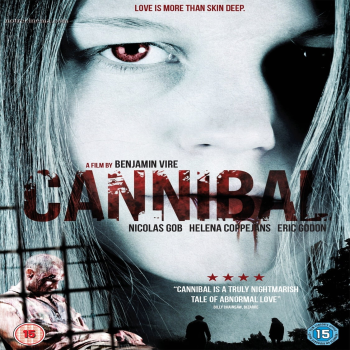 LOVE IS MORE THAN SKIN DEEP.
A FILM BY BENJAMIN VIRE
CANNIBAL
NICOLAS GOB HELENA COPPEJANS ERIC GODON
"CANNIBAL IS A TRULY NIGHTMARISH
TALE OF ABNORMAL LOVE"
15
15